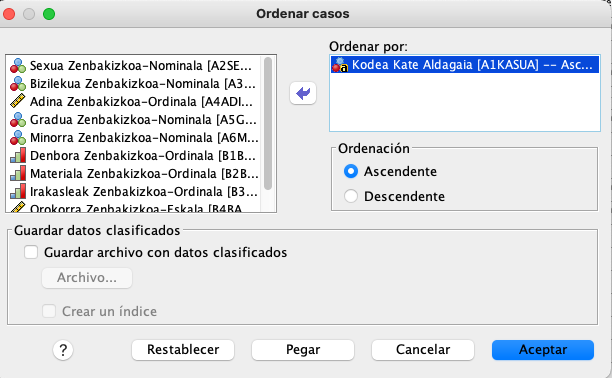 Ordenar casos
Sexua Zenbakizkoa-Nominala [A2SE...
Bizilekua Zenbakizkoa-Nominala [A3...
Adina Zenbakizkoa-Ordinala [A4ADI...
Gradua Zenbakizkoa-Nominala [A5G...
Minorra Zenbakizkoa-Nominala [A6M...
Denbora Zenbakizkoa-Ordinala [B1B...
Materiala Zenbakizkoa-Ordinala [B2B...
Irakasleak Zenbakizkoa-Ordinala [B3...
Orokorra Zenbakizkoa-Eskala [B4BA
Ordenar por:
Kodea Kate Aldagaia [A1KASUA] -- Asc...
Ordenación
Ascendente
Descendente
Guardar datos clasificados
Guardar archivo con datos clasificados
Archivo...
Crear un índice
?
Restablecer
Pegar
Cancelar
Aceptar